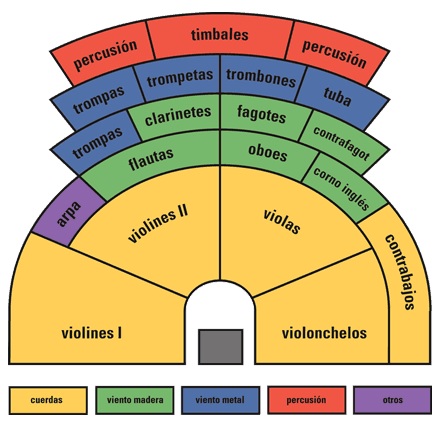 percusión
timbales
percusión
trompas
trompetas
trombones
tuba
trompas
clarinetes
fagotes
contrafagot
flautas
oboes
corno inglés
arpa
violines II
violas
contrabajos
violines I
violonchelos
cuerdas
viento madera
viento metal
percusión
otros